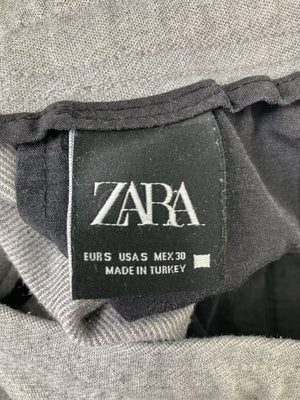 ZARA
EUR S USA S MEX 30
MADE IN TURKEY